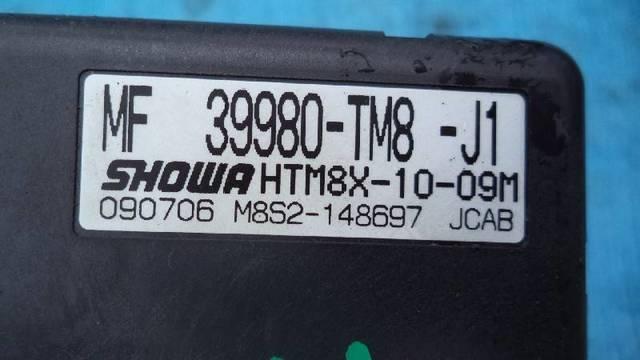 MF 39980-TM8 -J1
SHOWA HTM8X-10-09M
090706 M8S2-148697 JCAB